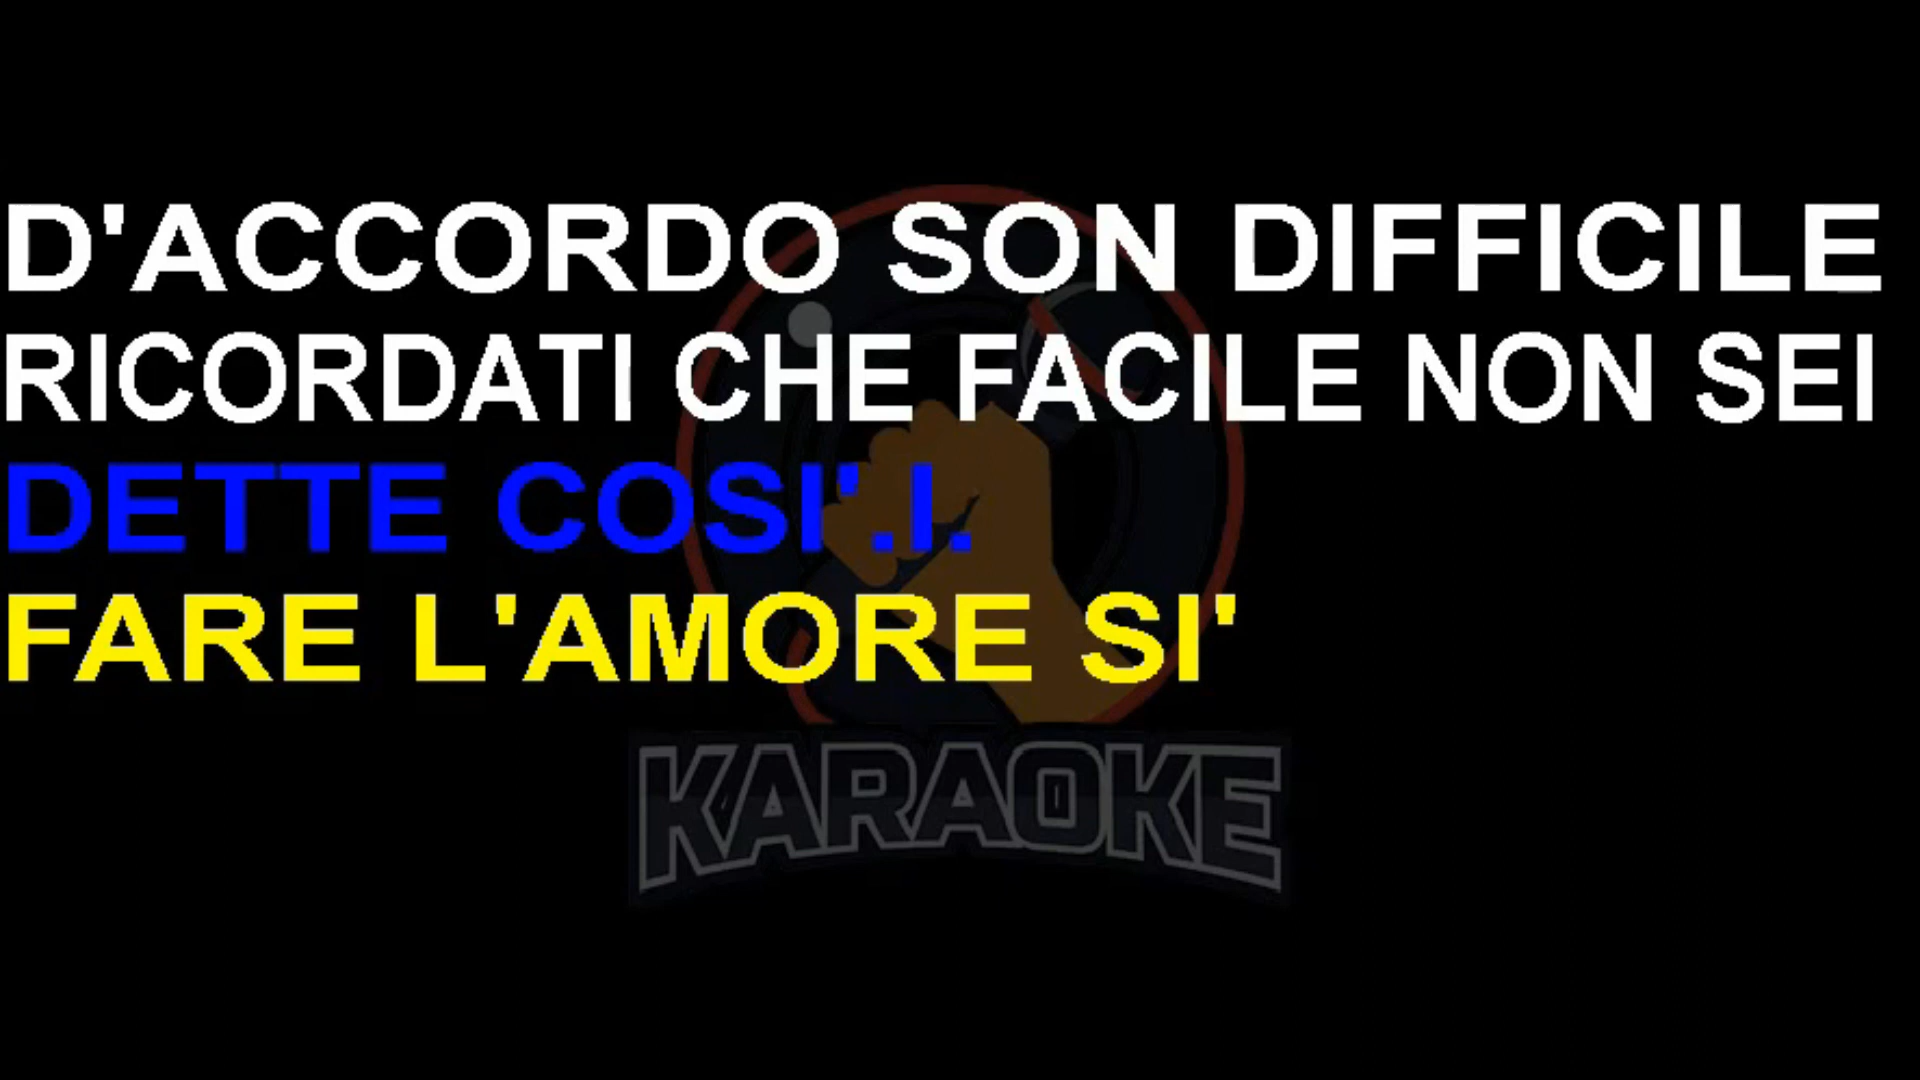 D'ACCORDO SON DIFFICILE
RICORDATI CHE FACILE NON SEI
DETTE COSI'.I.
FARE L'AMORE SI'
KARAOKE